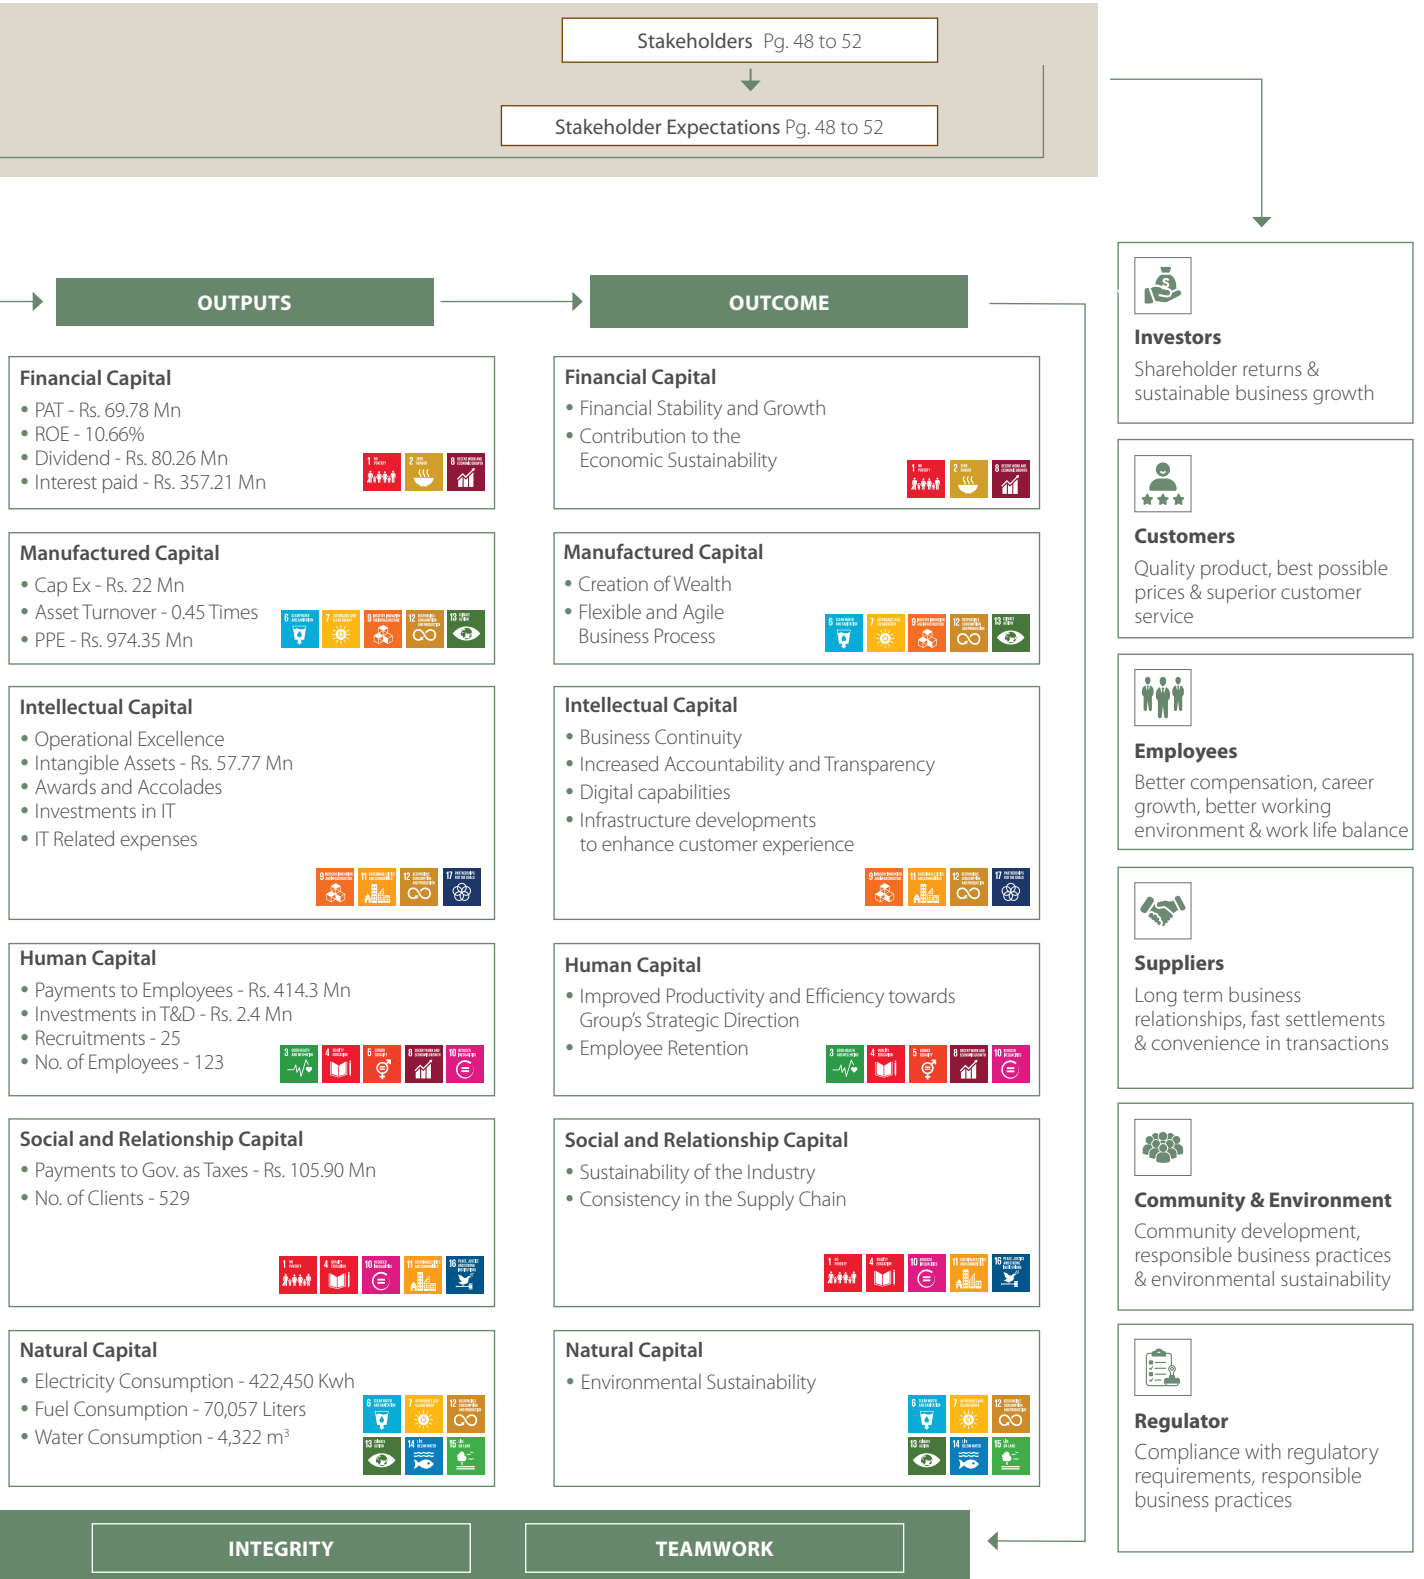 Stakeholders Pg. 48 to 52
Stakeholder Expectations Pg. 48 to 52
OUTPUTS
Financial Capital
• PAT - Rs. 69.78 Mn
• ROE - 10.66%
• Dividend - Rs. 80.26 Mn
• Interest paid - Rs. 357.21 Mn
Manufactured Capital
• Cap Ex - Rs. 22 Mn
• Asset Turnover - 0.45 Times
• PPE - Rs. 974.35 Mn
Intellectual Capital
• Operational Excellence
• Intangible Assets - Rs. 57.77 Mn
• Awards and Accolades
• Investments in IT
• IT Related expenses
Human Capital
• Payments to Employees - Rs. 414.3 Mn
• Investments in T&D - Rs. 2.4 Mn
• Recruitments - 25
• No. of Employees - 123
Social and Relationship Capital
• Payments to Gov. as Taxes - Rs. 105.90 Mn
• No. of Clients - 529
Natural Capital
• Electricity Consumption - 422,450 Kwh
• Fuel Consumption - 70,057 Liters
• Water Consumption - 4,322 m³
OUTCOME
Financial Capital
• Financial Stability and Growth
• Contribution to the
Economic Sustainability
Manufactured Capital
• Creation of Wealth
• Flexible and Agile
Business Process
Intellectual Capital
• Business Continuity
• Increased Accountability and Transparency
• Digital capabilities
• Infrastructure developments
to enhance customer experience
Human Capital
• Improved Productivity and Efficiency towards
Group's Strategic Direction
• Employee Retention
Social and Relationship Capital
• Sustainability of the Industry
• Consistency in the Supply Chain
Natural Capital
• Environmental Sustainability
Investors
Shareholder returns &
sustainable business growth
Customers
Quality product, best possible
prices & superior customer
service
Employees
Better compensation, career
growth, better working
environment & work life balance
Suppliers
Long term business
relationships, fast settlements
& convenience in transactions
Community & Environment
Community development,
responsible business practices
& environmental sustainability
Regulator
Compliance with regulatory
requirements, responsible
business practices
INTEGRITY
TEAMWORK